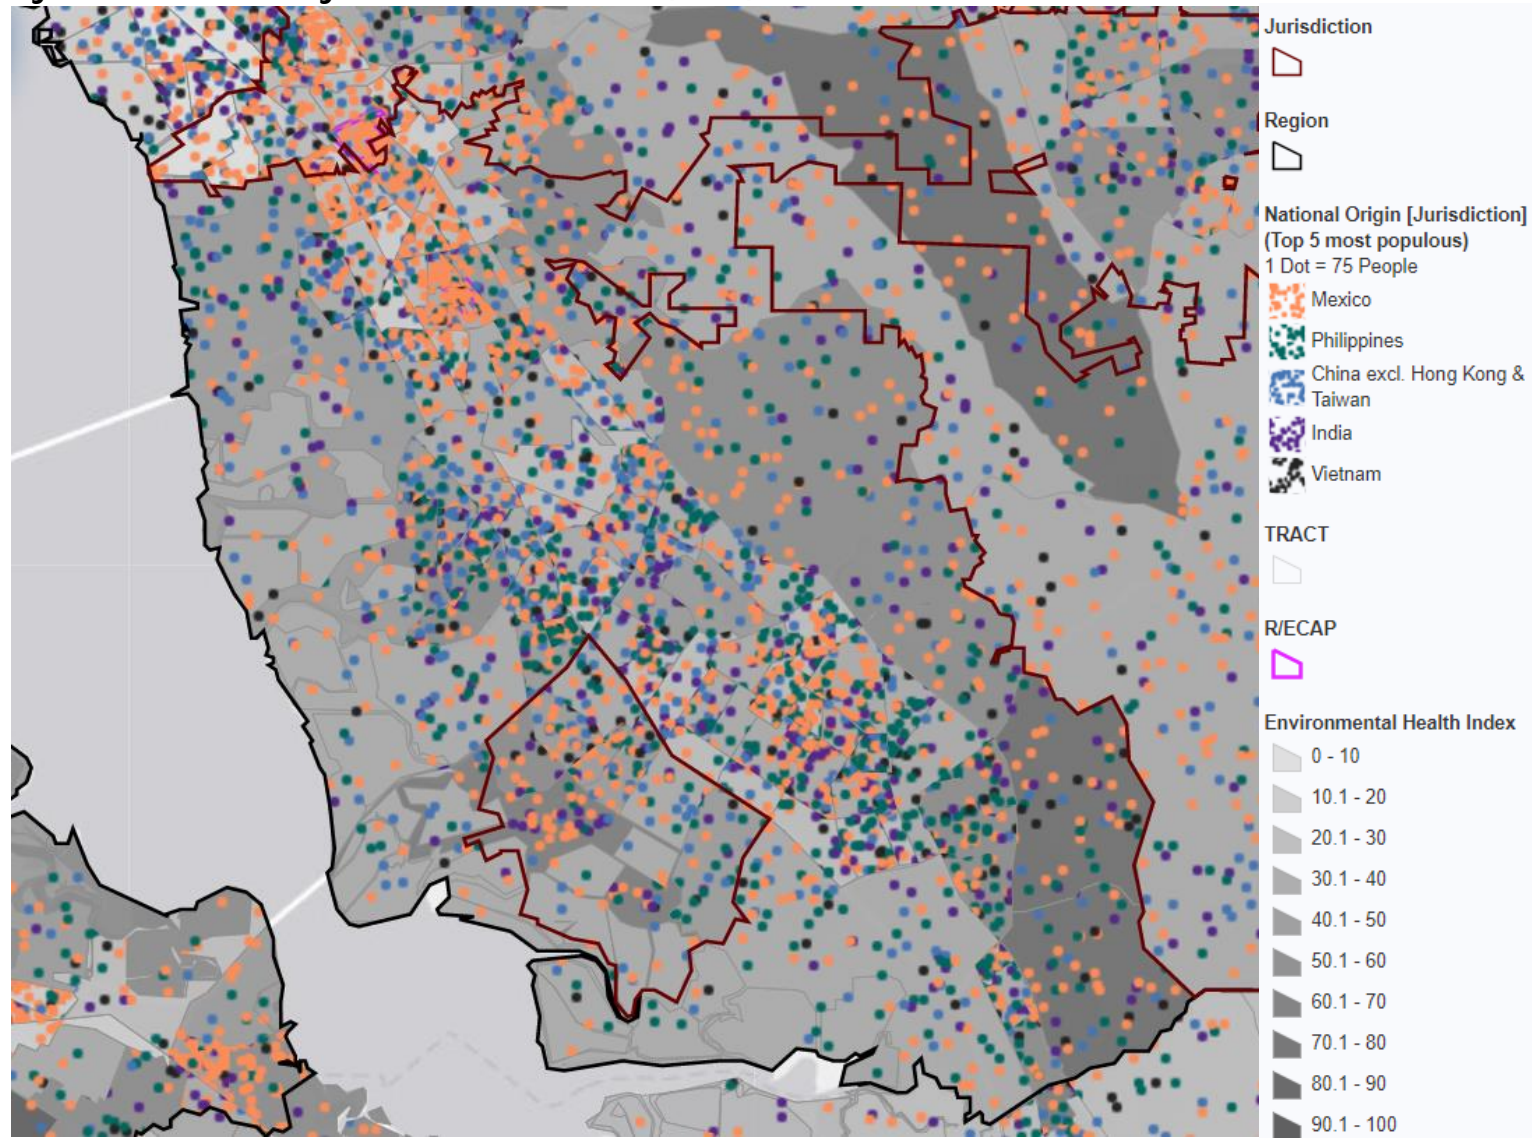 Jurisdiction
Region
National Origin [Jurisdiction]
(Top 5 most populous)
1 Dot = 75 People
Mexico
Philippines
China excl. Hong Kong &
Taiwan
India
Vietnam
TRACT
R/ECAP
Environmental Health Index
0 - 10
10.1 - 20
20.1 - 30
30.1 - 40
40.1 - 50
50.1 - 60
60.1 - 70
70.1 - 80
80.1 - 90
90.1 - 100